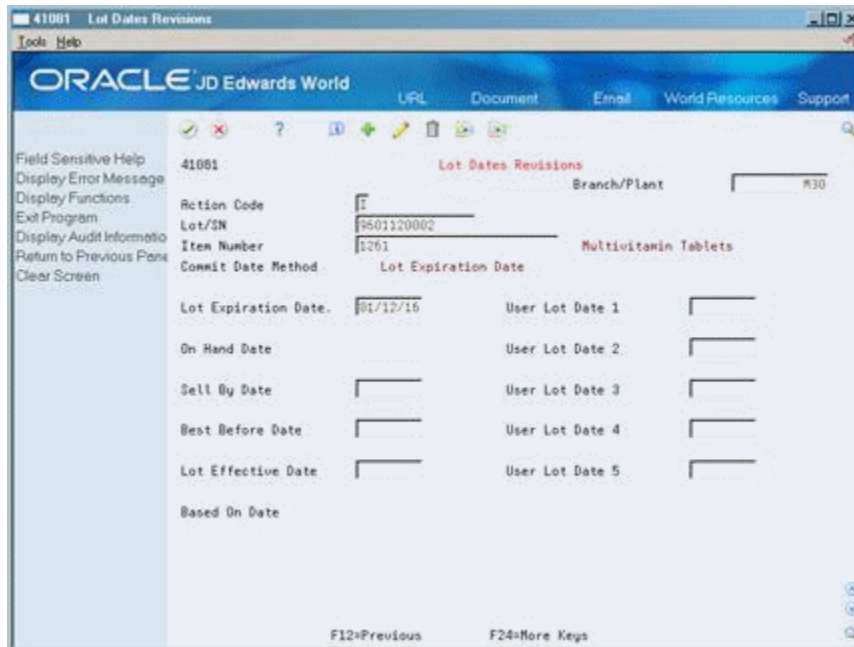 41081 Lot Dates Revisions
Tools Help
ORACLE JD Edwards World
URL Document Email World Resources Support
Field Sensitive Help
Display Error Message
Display Functions
Exit Program
Display Audit Informatio
Return to Previous Pane
Clear Screen
41081 Lot Dates Revisions
Branch/Plant M30
Action Code I
Lot/SN 9601120002
Item Number 1261 Multivitamin Tablets
Commit Date Method Lot Expiration Date
Lot Expiration Date. 01/12/16 User Lot Date 1
On Hand Date User Lot Date 2
Sell By Date User Lot Date 3
Best Before Date User Lot Date 4
Lot Effective Date User Lot Date 5
Based On Date
F12=Previous F24=More Keys